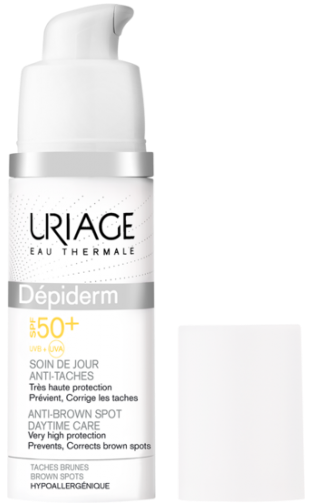 URIAGE
EAU THERMALE
Dépiderm
SPF 50+
UVB + UVA
SOIN DE JOUR
ANTI-TACHES
Très haute protection
Prévient, Corrige les taches
ANTI-BROWN SPOT
DAYTIME CARE
Very high protection
Prevents, Corrects brown spots
TACHES BRUNES
BROWN SPOTS
HYPOALLERGÉNIQUE